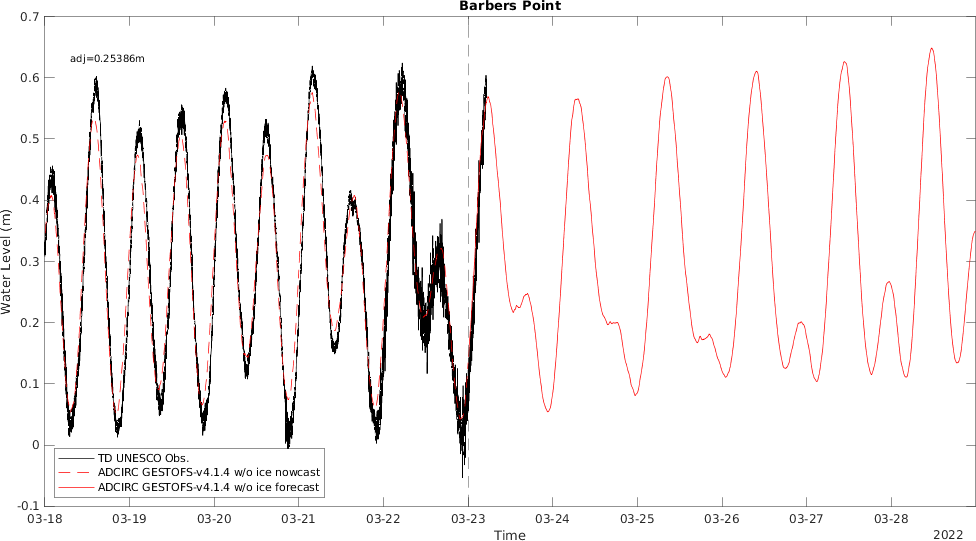 Barbers Point
adj=0.25386m
Water Level (m)
0.7
0.6
0.5
0.4
0.3
0.2
0.1
0
-0.1
TD UNESCO Obs.
ADCIRC GESTOFS-v4.1.4 w/o ice nowcast
ADCIRC GESTOFS-v4.1.4 w/o ice forecast
03-18 03-19 03-20 03-21 03-22 03-23 03-24 03-25 03-26 03-27 03-28
Time
2022